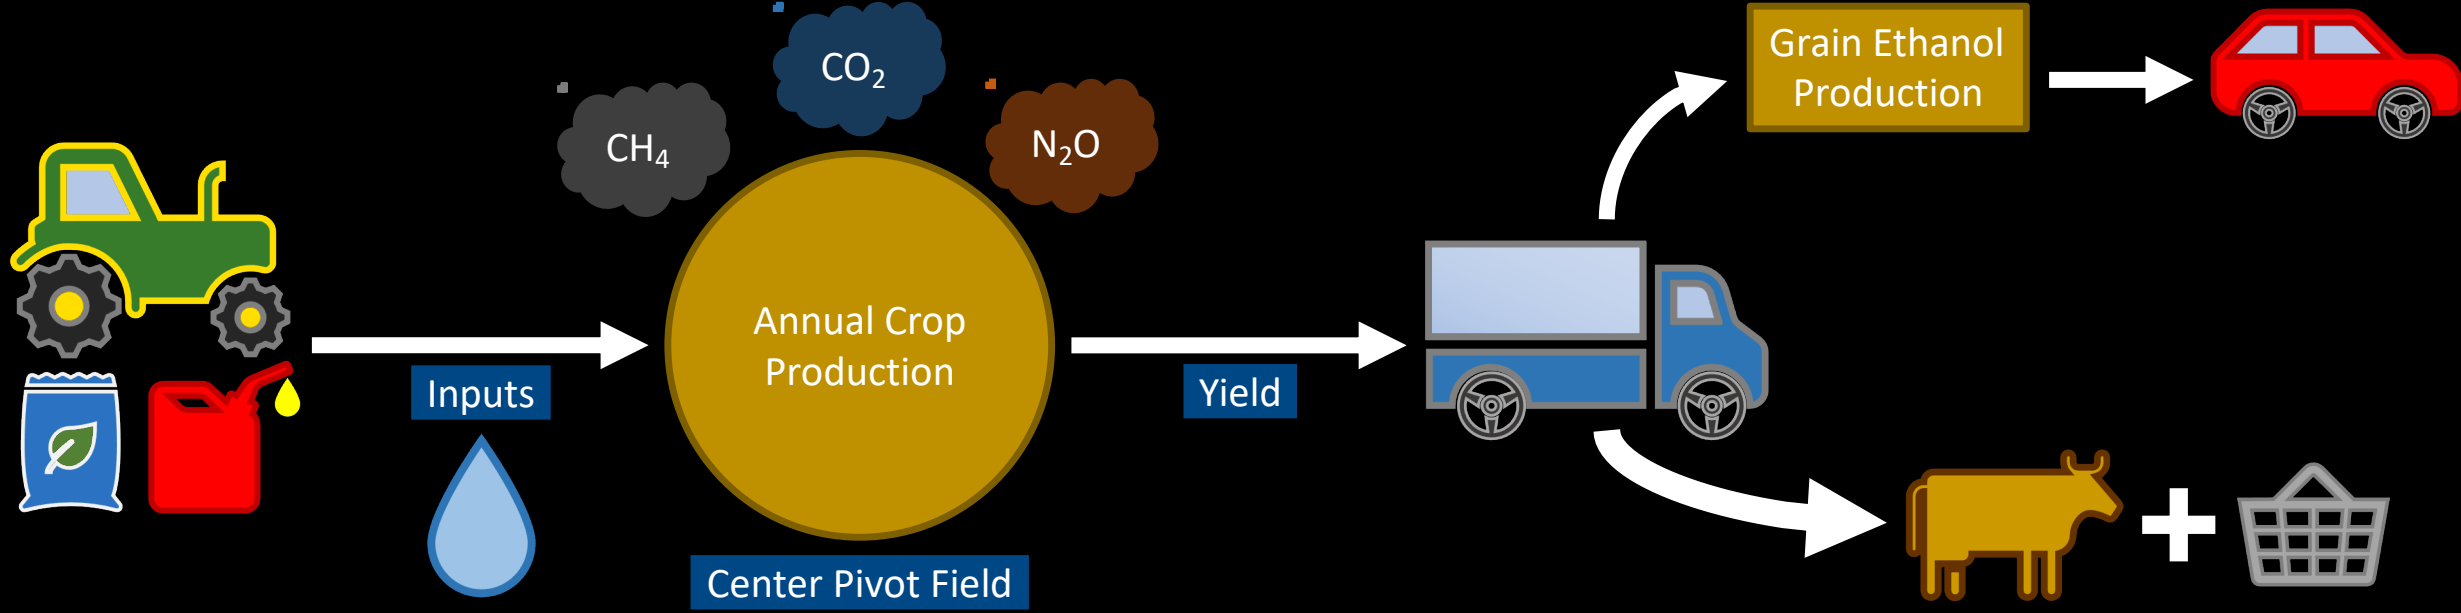 CH₄
CO₂
N₂O
Inputs
Annual Crop
Production
Center Pivot Field
Yield
Grain Ethanol
Production